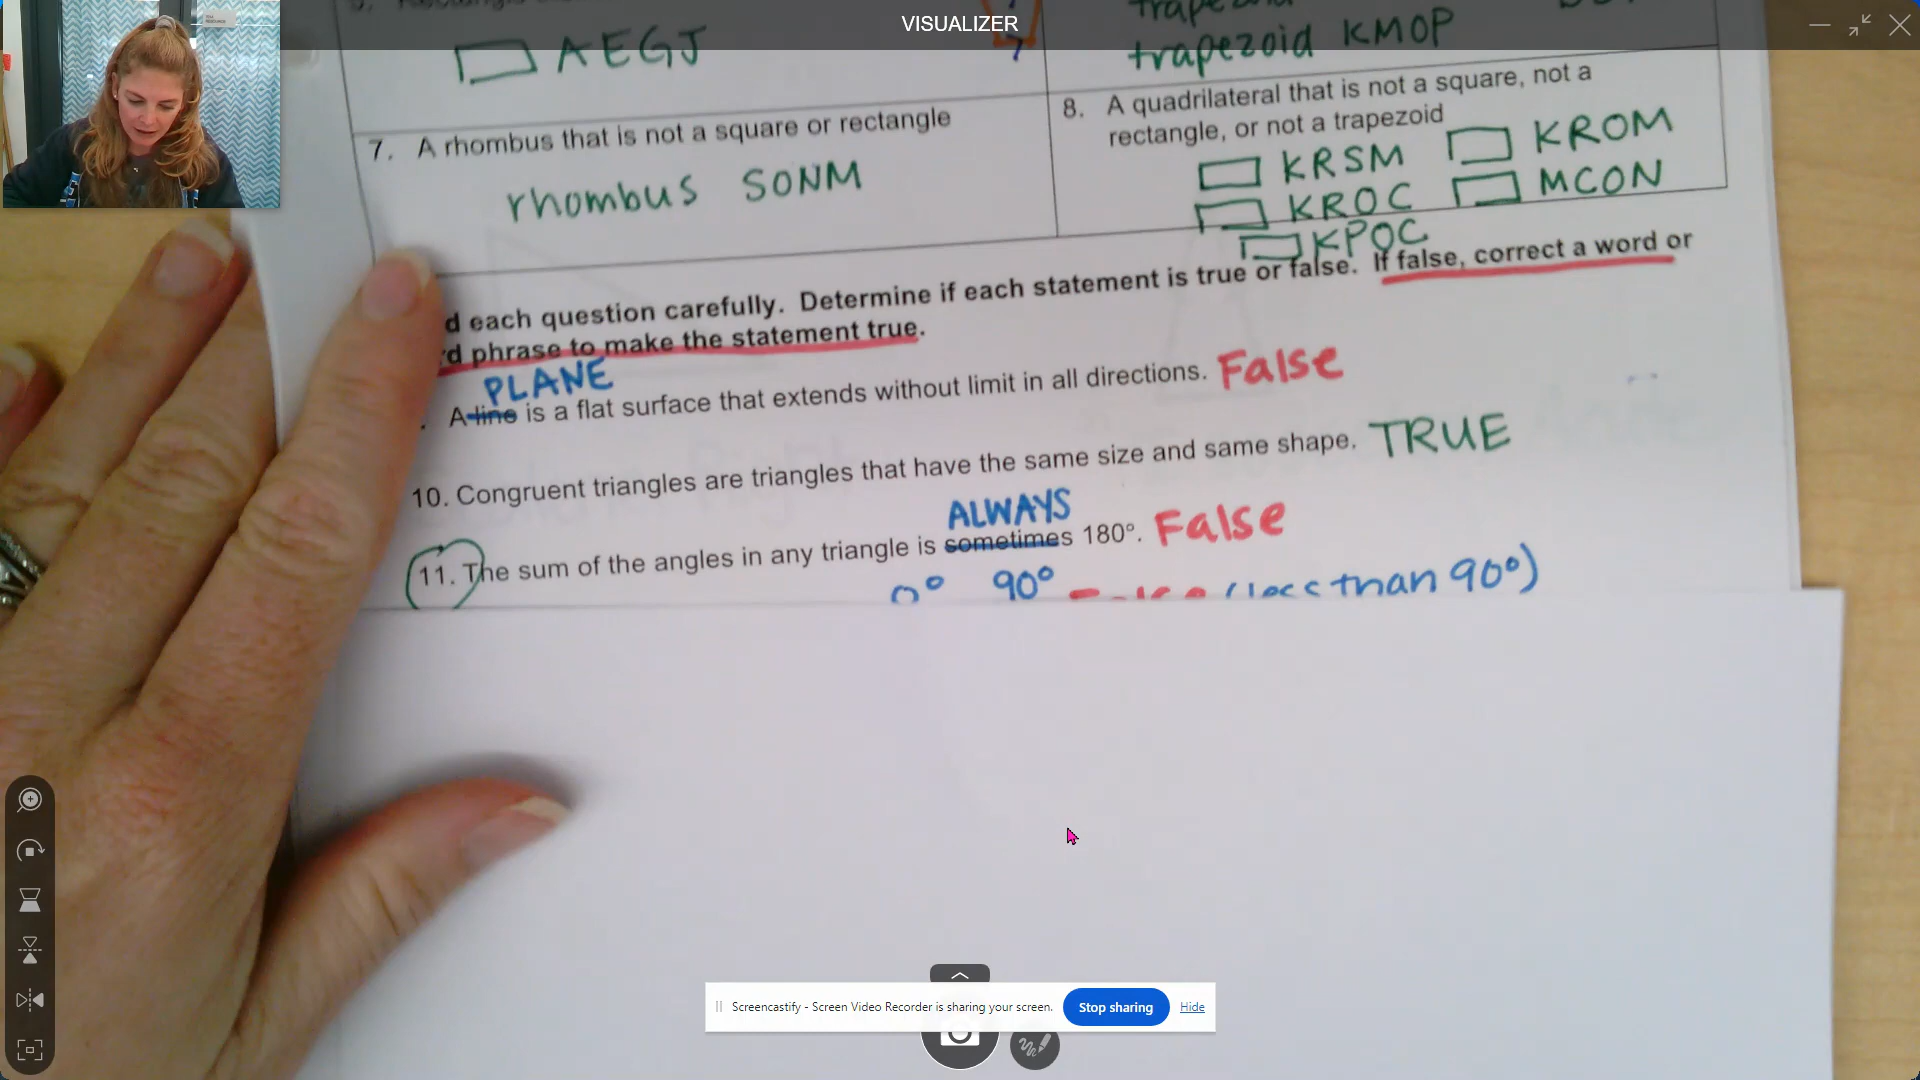 VISUALIZER
AEGJ
trapezoid KMOP
7. A rhombus that is not a square or rectangle
rhombus SONM
8. A quadrilateral that is not a square, not a
rectangle, or not a trapezoid
KRSM
KROM
KROC
MCON
KPOC
d each question carefully. Determine if each statement is true or false. If false, correct a word or
d phrase to make the statement true.
PLANE
. A line is a flat surface that extends without limit in all directions. False
10. Congruent triangles are triangles that have the same size and same shape. TRUE
ALWAYS
11. The sum of the angles in any triangle is sometimes 180°. False
0° 90° False (less than 90°)
Screencastify - Screen Video Recorder is sharing your screen. Stop sharing Hide